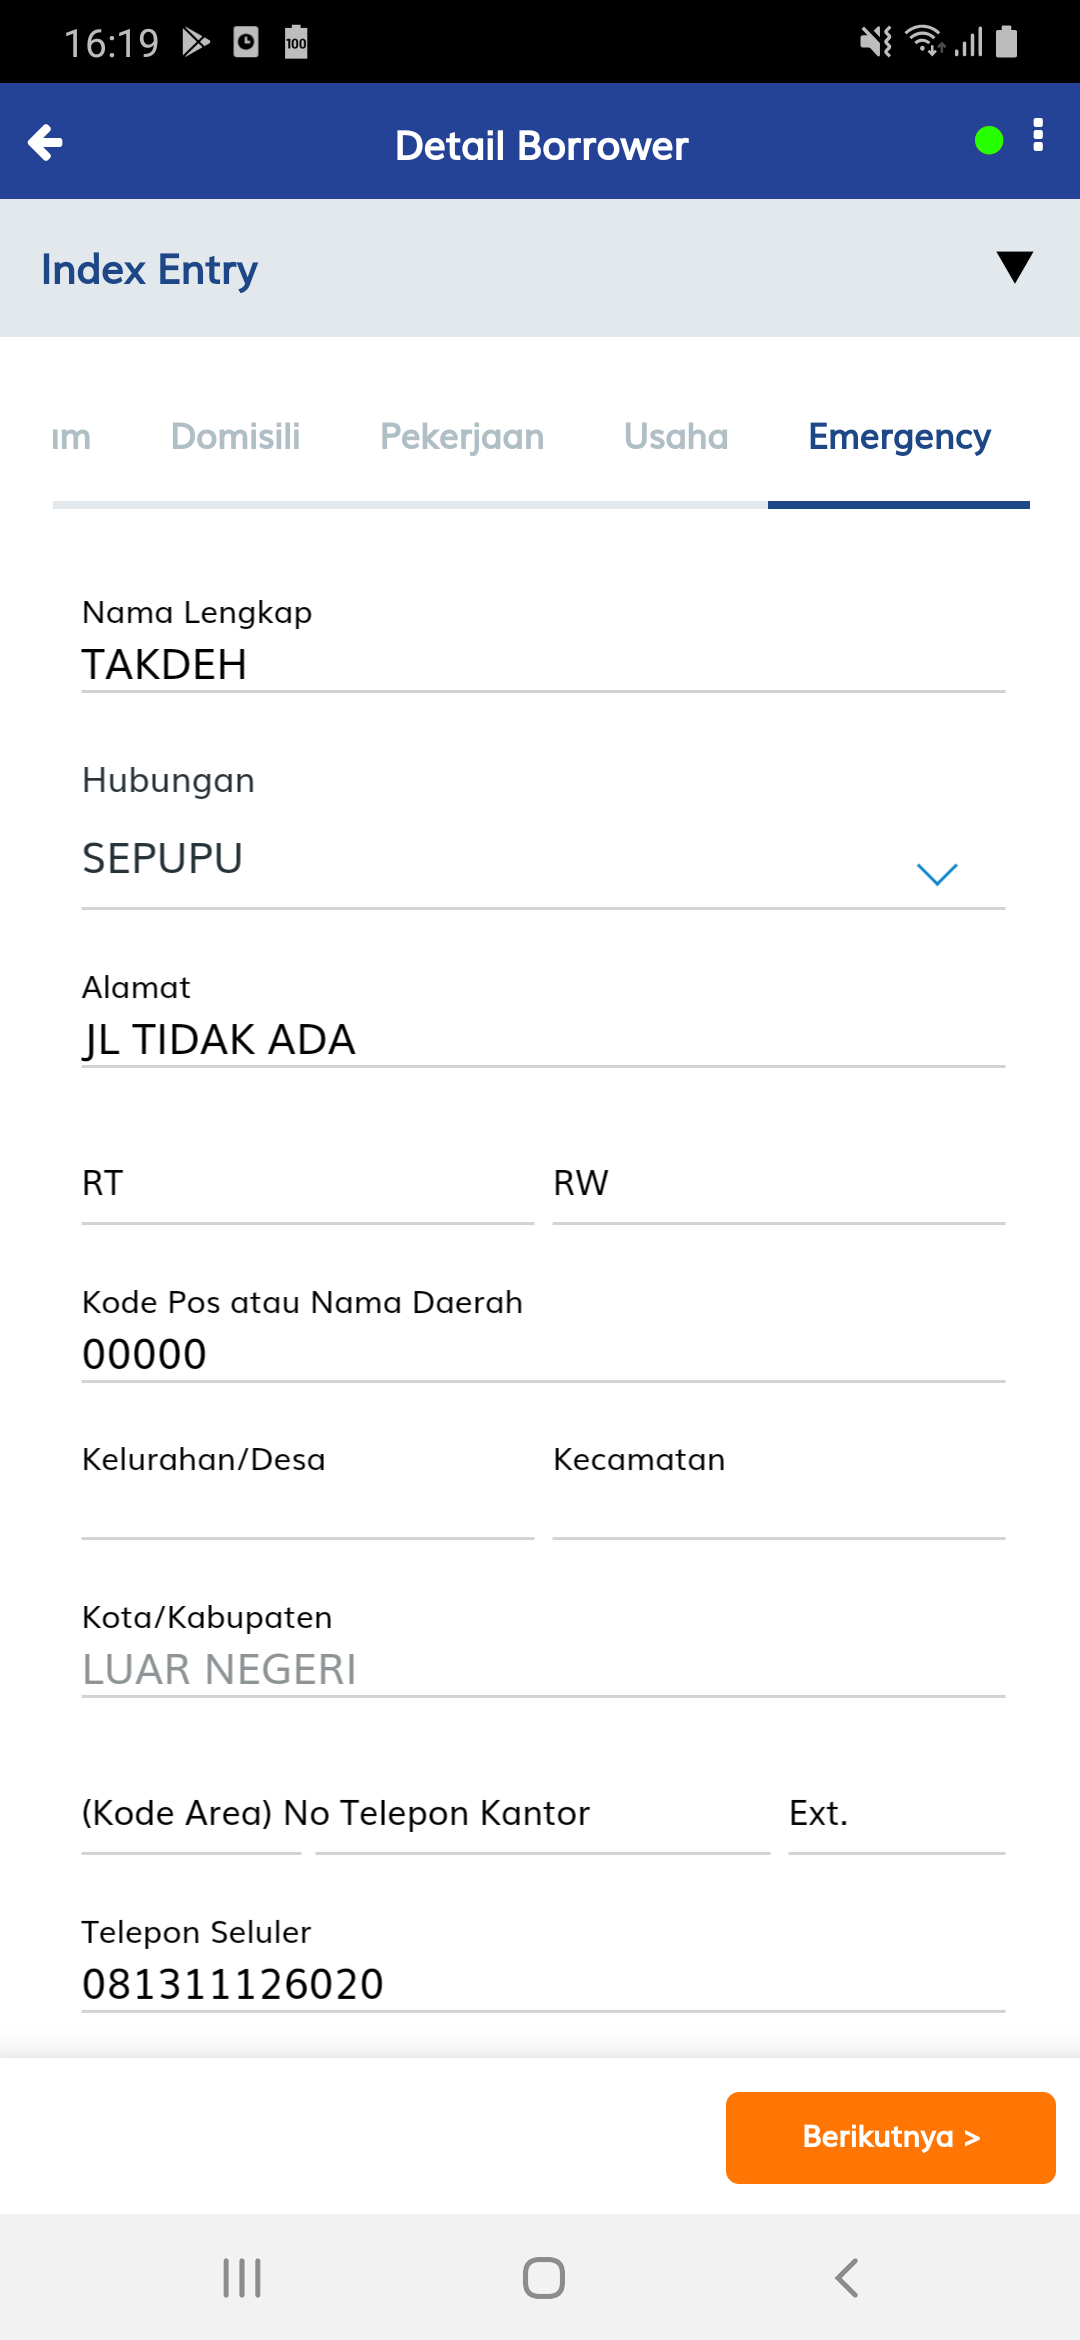 16:19
100
Detail Borrower
Index Entry
Domisili Pekerjaan Usaha Emergency
Nama Lengkap
TAKDEH
Hubungan
SEPUPU
Alamat
JL TIDAK ADA
RT RW
Kode Pos atau Nama Daerah
00000
Kelurahan/Desa Kecamatan
Kota/Kabupaten
LUAR NEGERI
(Kode Area) No Telepon Kantor Ext.
Telepon Seluler
081311126020
Berikutnya >